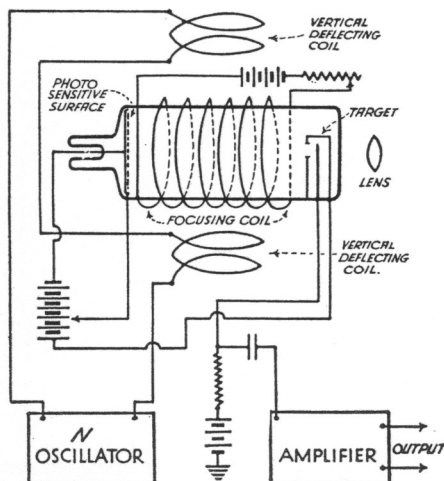 VERTICAL
DEFLECTING
COIL
PHOTO
SENSITIVE
SURFACE
TARGET
LENS
FOCUSING COIL
VERTICAL
DEFLECTING
COIL.
N
OSCILLATOR
AMPLIFIER
OUTPUT